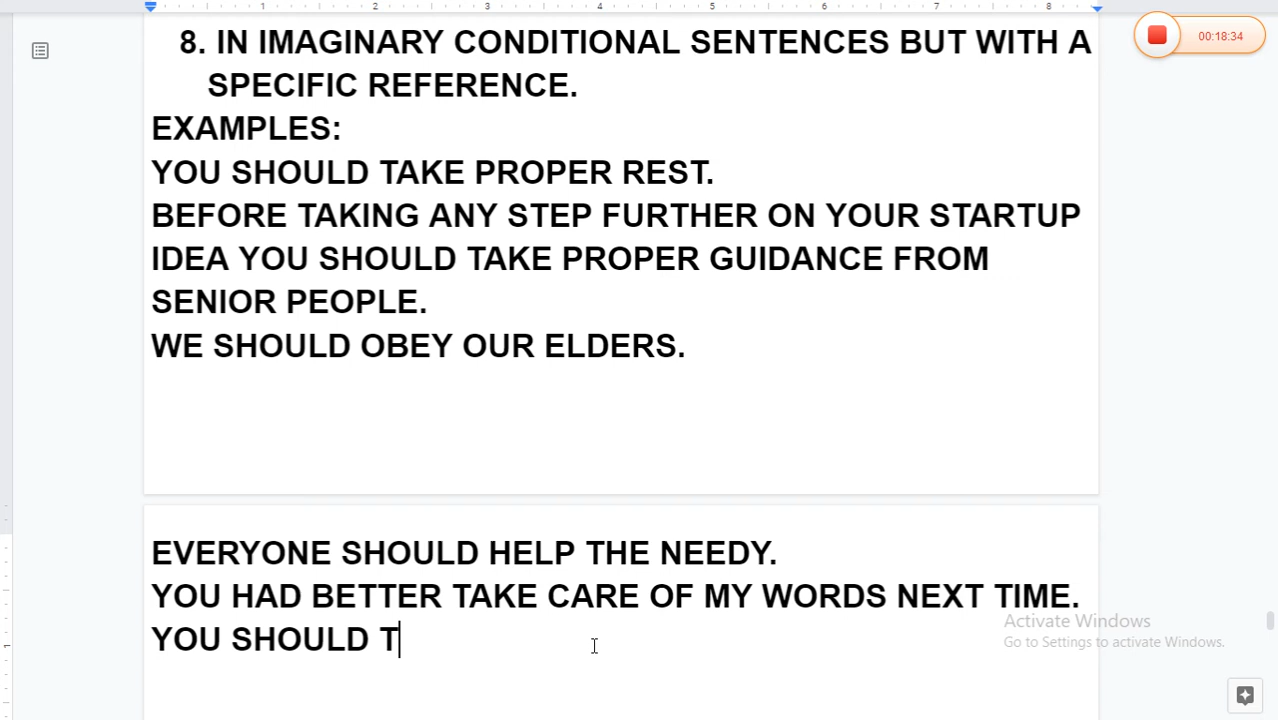 1 2 3 4 5 6 7 8
00:18:34
8. IN IMAGINARY CONDITIONAL SENTENCES BUT WITH A
SPECIFIC REFERENCE.
EXAMPLES:
YOU SHOULD TAKE PROPER REST.
BEFORE TAKING ANY STEP FURTHER ON YOUR STARTUP
IDEA YOU SHOULD TAKE PROPER GUIDANCE FROM
SENIOR PEOPLE.
WE SHOULD OBEY OUR ELDERS.
EVERYONE SHOULD HELP THE NEEDY.
YOU HAD BETTER TAKE CARE OF MY WORDS NEXT TIME.
YOU SHOULD T
Activate Windows
Go to Settings to activate Windows.